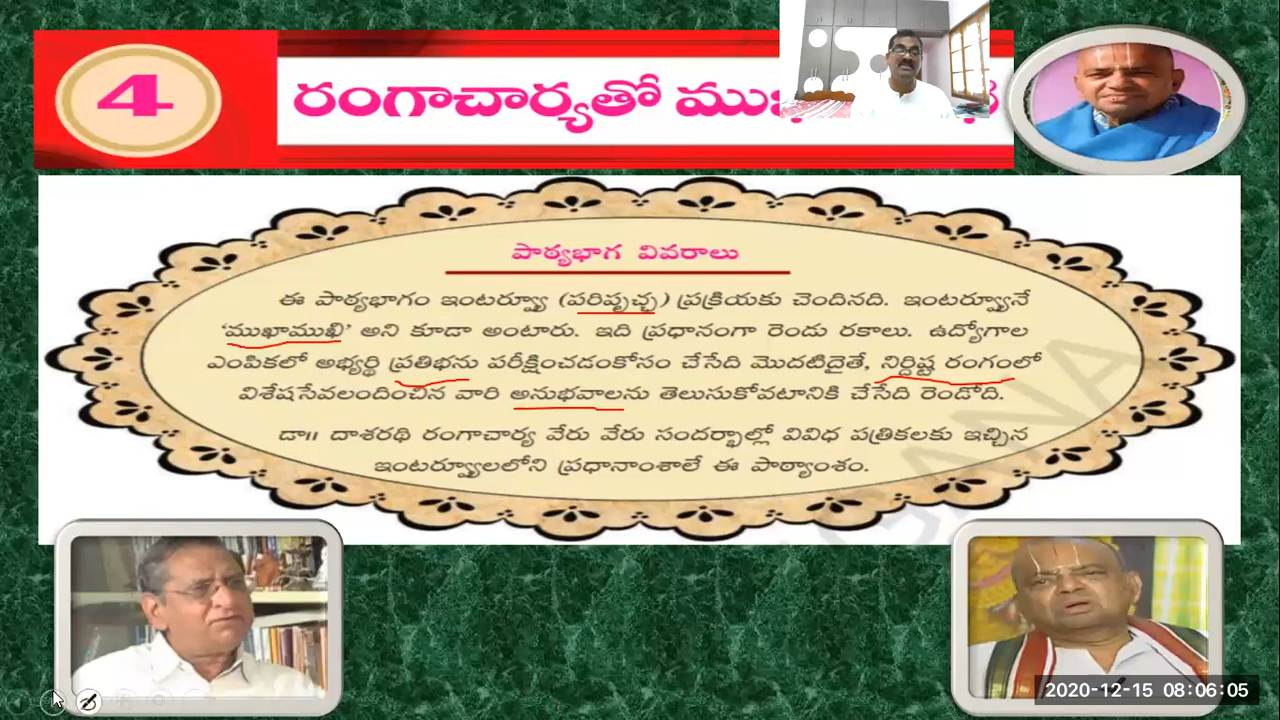 4
రంగాచార్యతో
పాఠ్యభాగ వివరాలు
ఈ పాఠ్యభాగం ఇంటర్వ్యూ (పరిపృచ్ఛ) ప్రక్రియకు చెందినది. ఇంటర్వ్యూనే
‘ముఖాముఖి’ అని కూడా అంటారు. ఇది ప్రధానంగా రెండు రకాలు. ఉద్యోగాల
ఎంపికలో అభ్యర్థి ప్రతిభను పరీక్షించడంకోసం చేసేది మొదటిదైతే, నిర్దిష్ట రంగంలో
విశేషసేవలందించిన వారి అనుభవాలను తెలుసుకోవటానికి చేసేది రెండోది.
డా॥ దాశరథి రంగాచార్య వేరు వేరు సందర్భాల్లో వివిధ పత్రికలకు ఇచ్చిన
ఇంటర్వ్యూలలోని ప్రధానాంశాలే ఈ పాఠ్యాంశం.
2020-12-15 08:06:05